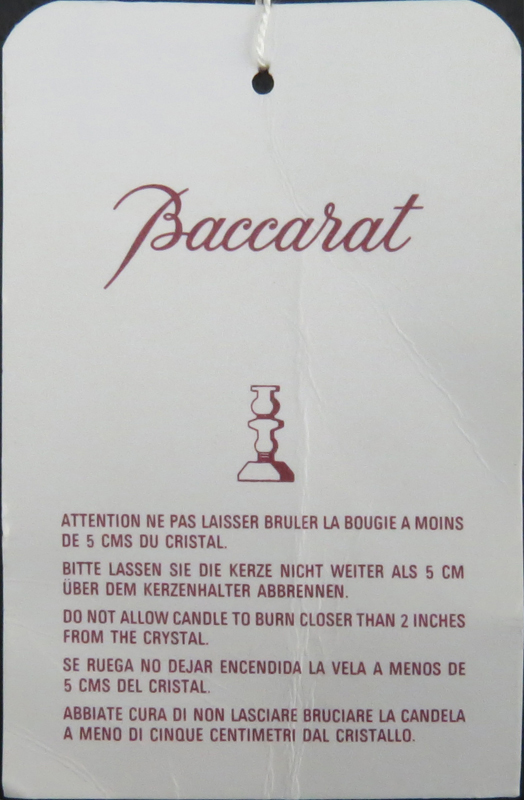 Baccarat
ATTENTION NE PAS LAISSER BRULER LA BOUGIE A MOINS
DE 5 CMS DU CRISTAL.
BITTE LASSEN SIE DIE KERZE NICHT WEITER ALS 5 CM
ÜBER DEM KERZENHALTER ABBRENNEN.
DO NOT ALLOW CANDLE TO BURN CLOSER THAN 2 INCHES
FROM THE CRYSTAL.
SE RUEGA NO DEJAR ENCENDIDA LA VELA A MENOS DE
5 CMS DEL CRISTAL.
ABBIATE CURA DI NON LASCIARE BRUCIARE LA CANDELA
A MENO DI CINQUE CENTIMETRI DAL CRISTALLO.